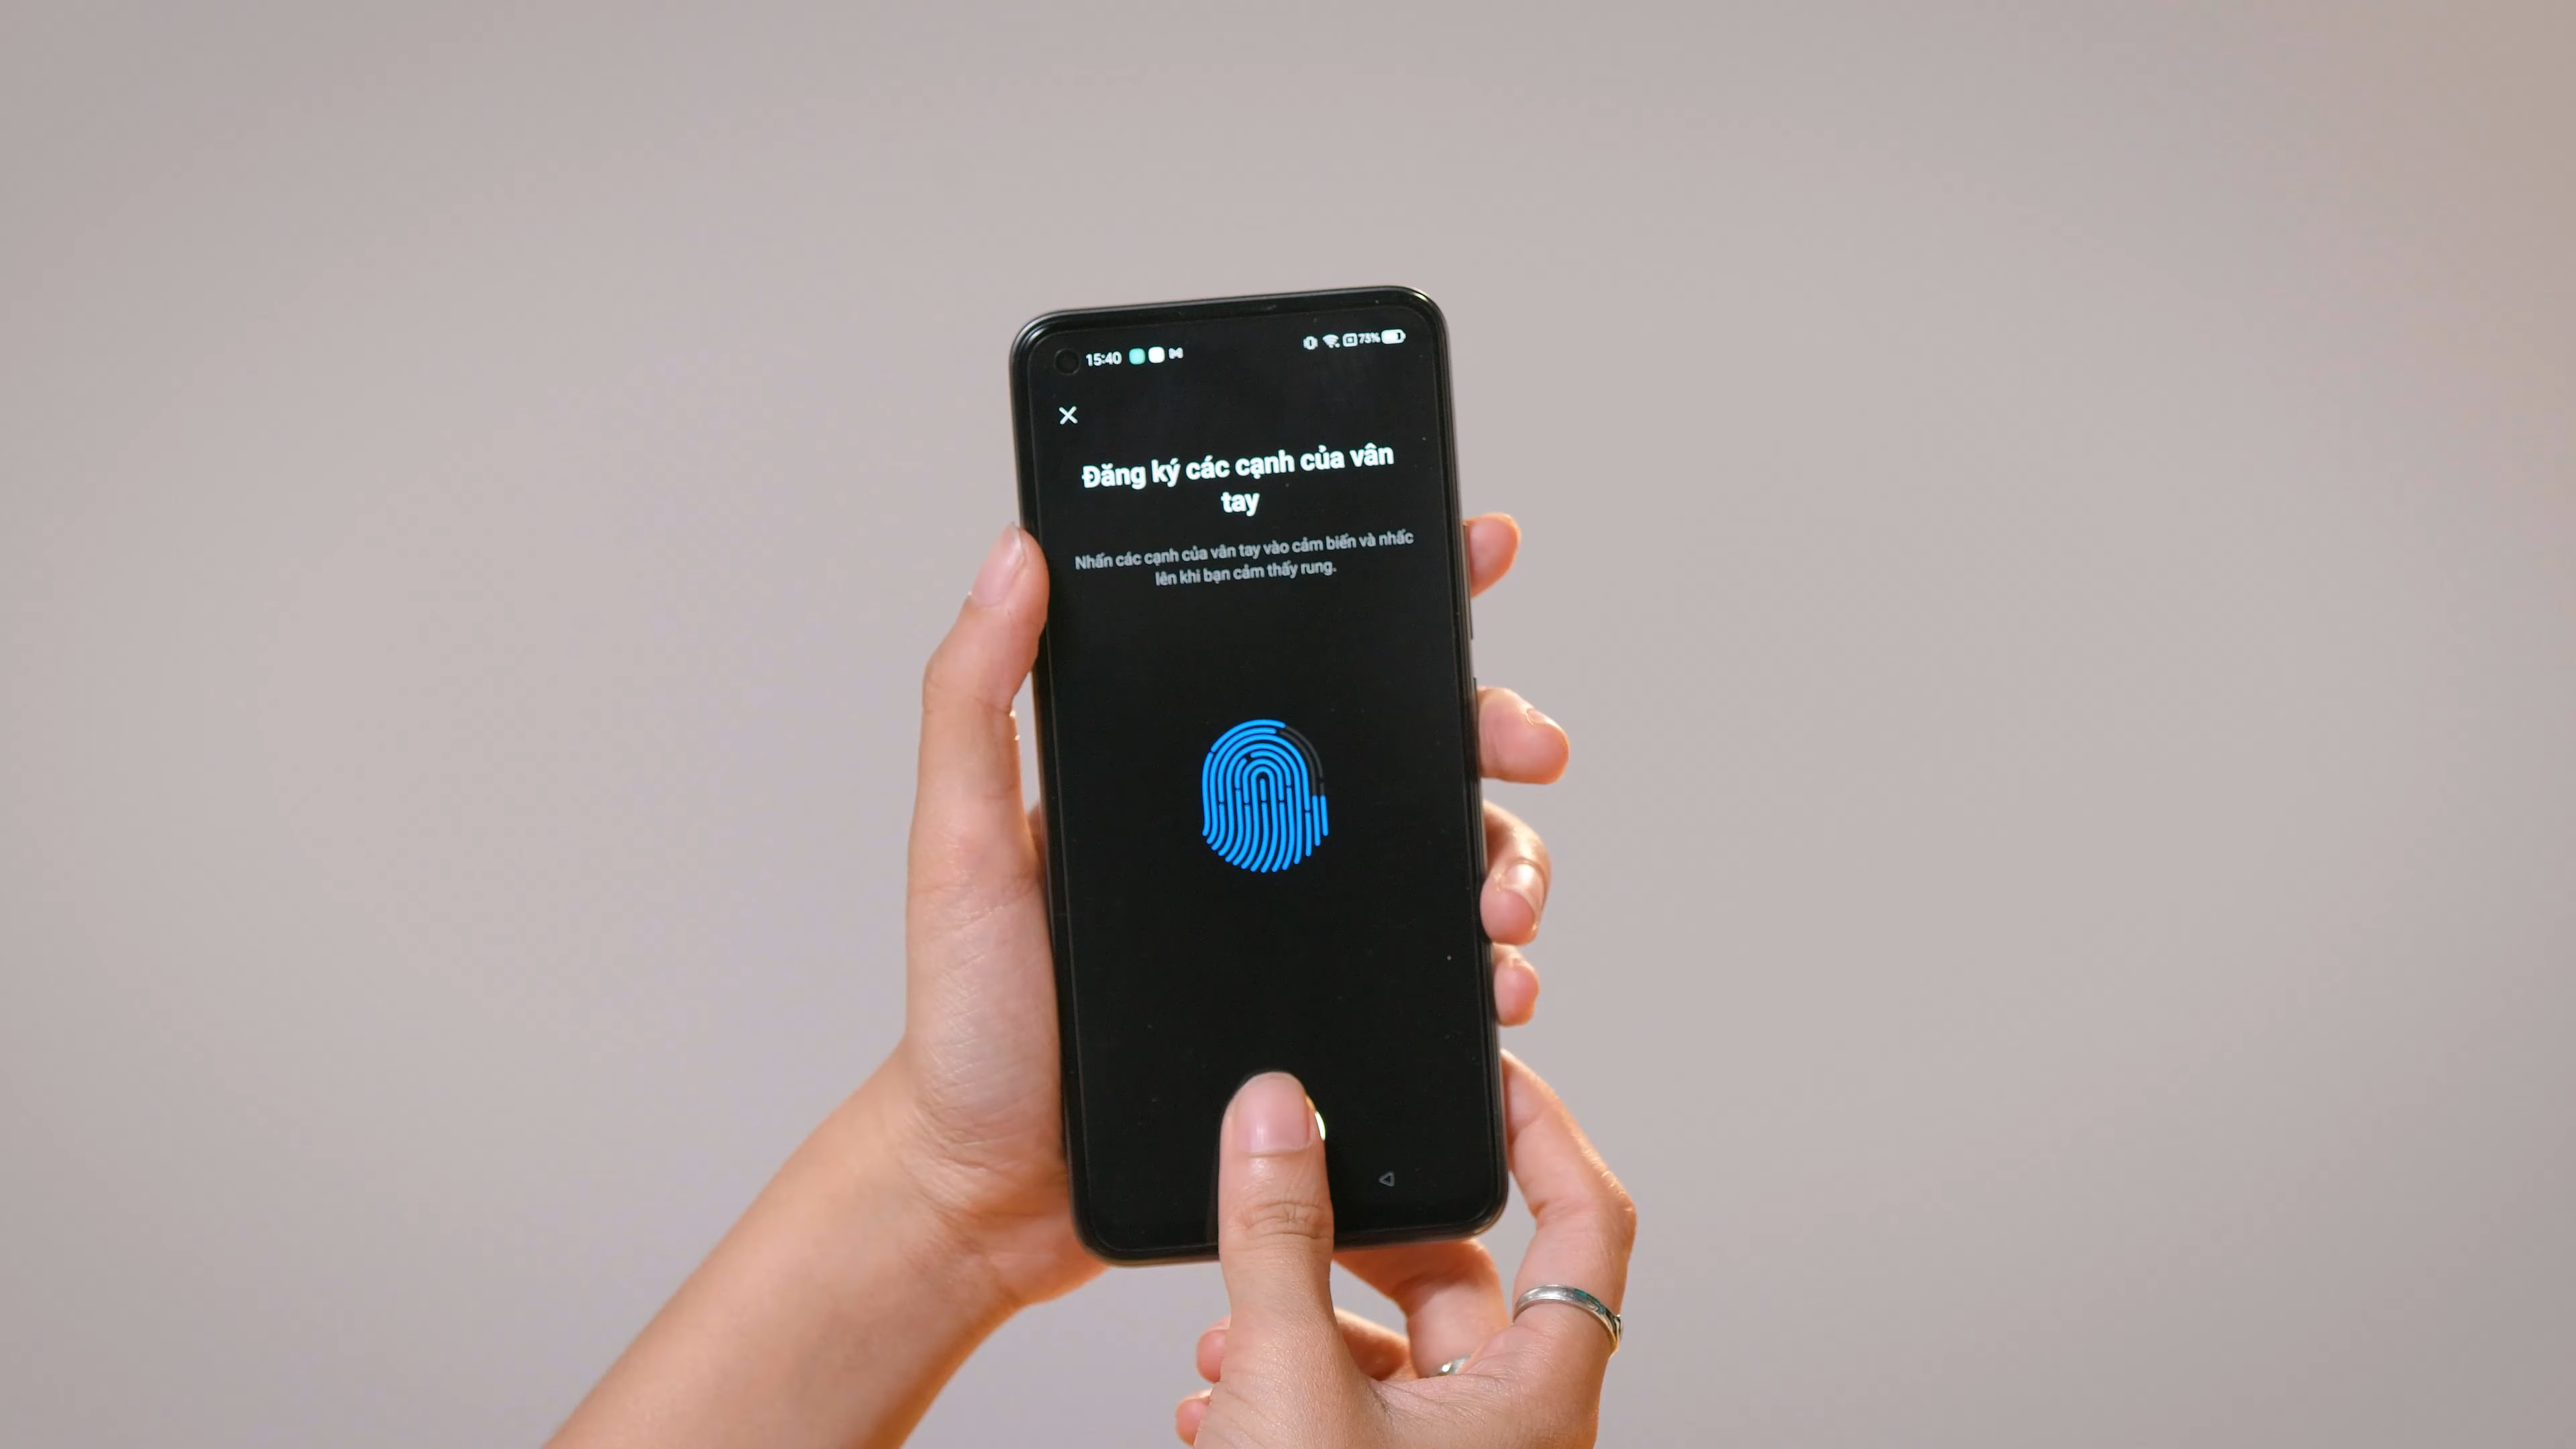 15:40
73%
Đăng ký các cạnh của vân
tay
Nhấn các cạnh của vân tay vào cảm biến và nhấc
lên khi bạn cảm thấy rung.